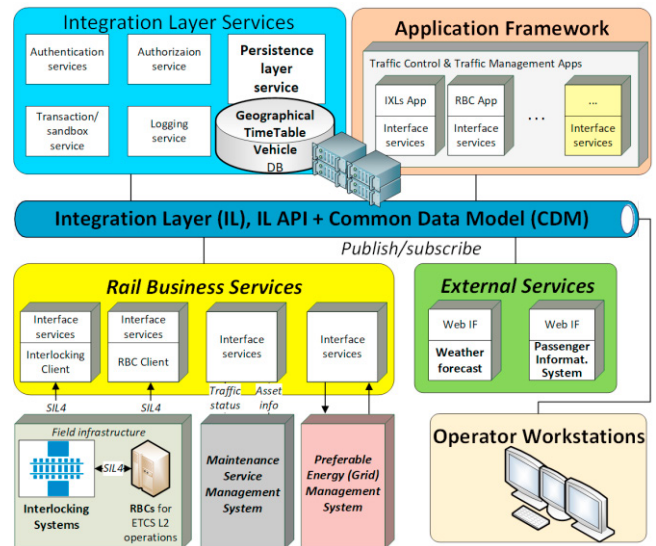 Integration Layer Services
Authentication
services
Authorizaion
service
Persistence
layer
service
Transaction/
sandbox
service
Logging
service
Geographical
TimeTable
Vehicle
DB
Application Framework
Traffic Control & Traffic Management Apps
IXLs App
Interface
services
RBC App
Interface
services
...
...
Interface
services
Integration Layer (IL), IL API + Common Data Model (CDM)
Publish/subscribe
Rail Business Services
Interface
services
Interlocking
Client
Interface
services
RBC Client
Interface
services
Interface
services
SIL4
SIL4
Traffic
status
Asset
info
External Services
Web IF
Weather
forecast
Web IF
Passenger
Informat.
System
Field infrastructure
SIL4
Interlocking
Systems
RBCs for
ETCS L2
operations
Maintenance
Service
Management
System
Preferable
Energy (Grid)
Management
System
Operator Workstations